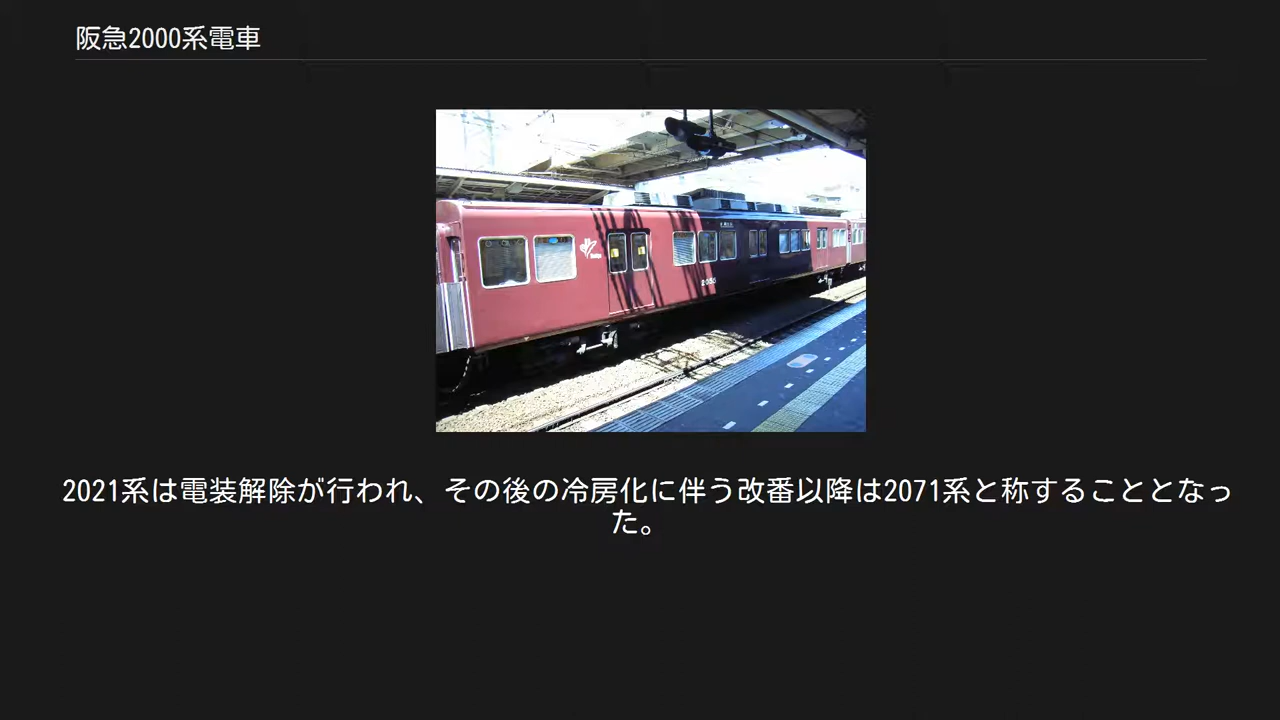 阪急2000系電車
2021系は電装解除が行われ、その後の冷房化に伴う改番以降は2071系と称することとなっ
た。